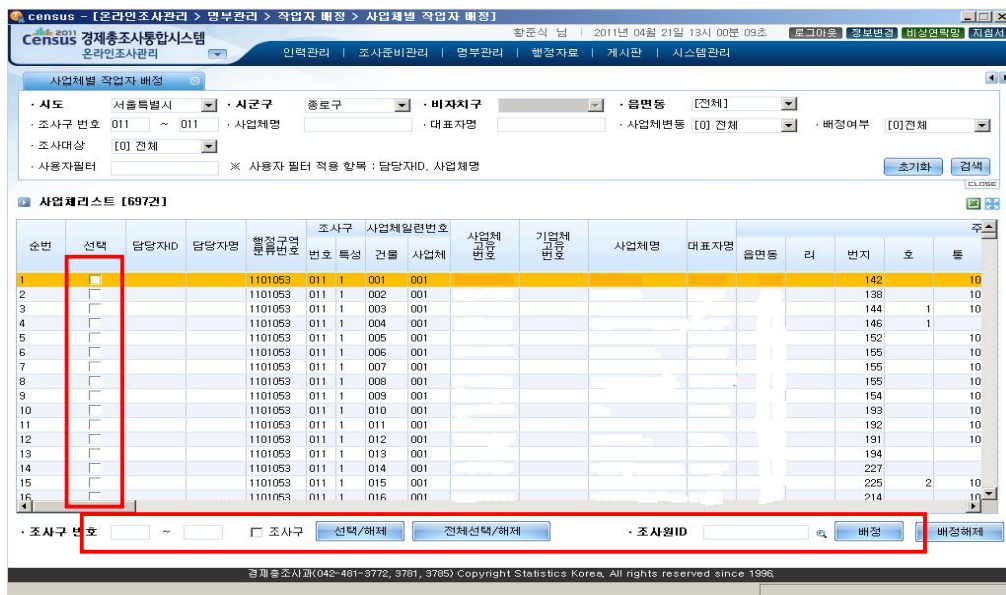 census - [온라인조사관리 > 명부관리 > 작업자 배정 > 사업체별 작업자 배정]
census 2011 경제총조사통합시스템
온라인조사관리
황준식 님 | 2011년 04월 21일 13시 00분 09초 로그아웃 정보변경 비상연락망 지침서
인력관리 | 조사준비관리 | 명부관리 | 행정자료 | 게시판 | 시스템관리
사업체별 작업자 배정
· 시도 서울특별시 · 시군구 종로구 · 비자치구 · 읍면동 [전체]
· 조사구 번호 011 ~ 011 · 사업체명 · 대표자명 · 사업체변동 [0] 전체 · 배정여부 [0]전체
· 조사대상 [0] 전체
· 사용자필터 ※ 사용자 필터 적용 항목 : 담당자ID, 사업체명 초기화 검색
CLOSE
사업체리스트 [697건]
순번 선택 담당자ID 담당자명 행정구역 분류번호 조사구 번호 특성 사업체일련번호 건물 사업체 사업체 고유 번호 기업체 고유 번호 사업체명 대표자명 주 읍면동 리 번지 호 통
1 1101053 011 1 001 001 142 10
2 1101053 011 1 002 001 138 10
3 1101053 011 1 003 001 144 1 10
4 1101053 011 1 004 001 146 1
5 1101053 011 1 005 001 152 10
6 1101053 011 1 006 001 155 10
7 1101053 011 1 007 001 155 10
8 1101053 011 1 008 001 155 10
9 1101053 011 1 009 001 154 10
10 1101053 011 1 010 001 193 10
11 1101053 011 1 011 001 192 10
12 1101053 011 1 012 001 191 10
13 1101053 011 1 013 001 194
14 1101053 011 1 014 001 227
15 1101053 011 1 015 001 225 2 10
16 1101053 011 1 016 001 214 10
· 조사구 번호 ~ 조사구 선택/해제 전체선택/해제 · 조사원ID 배정 배정해제
경제총조사과(042-481-3772, 3781, 3785) Copyright Statistics Korea, All rights reserved since 1996.